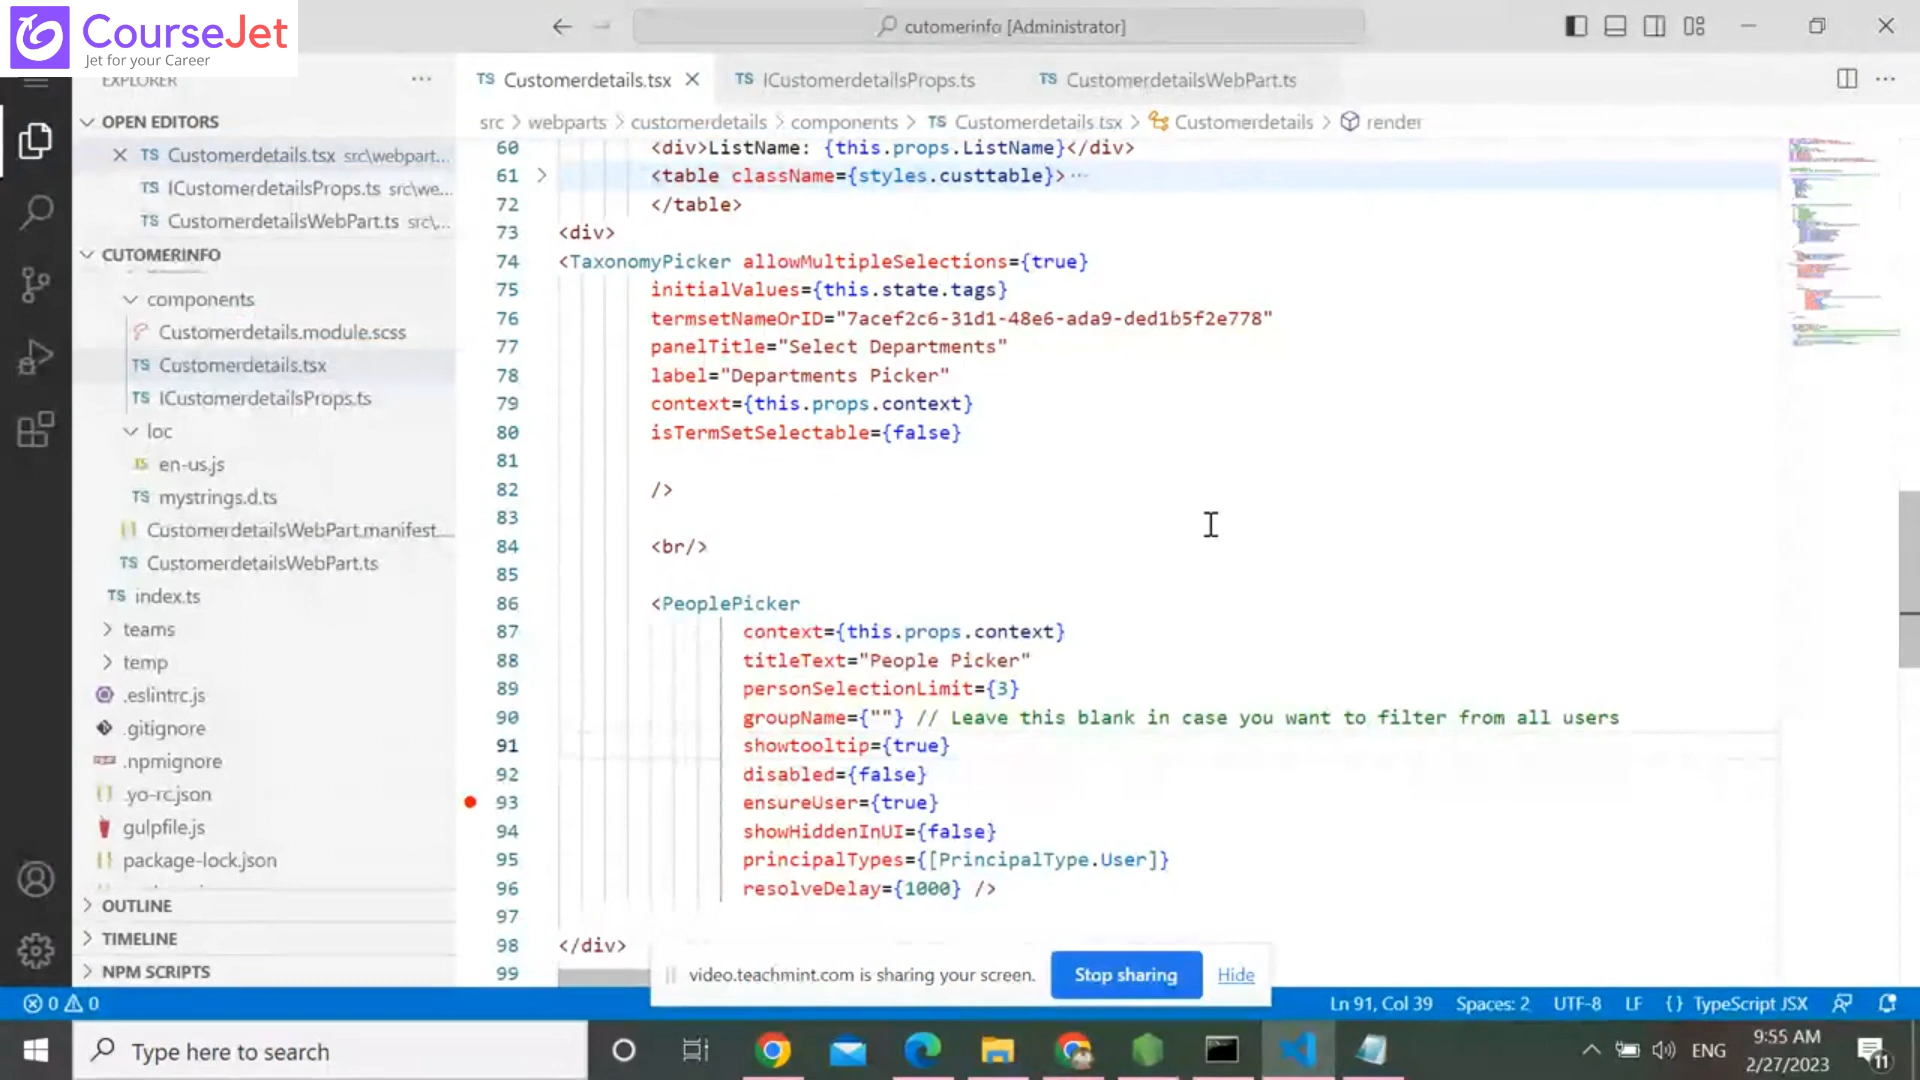 CourseJet
Jet for your Career
cutomerinfo [Administrator]
EXPLORER
Customerdetails.tsx
ICustomerdetailsProps.ts
CustomerdetailsWebPart.ts
OPEN EDITORS
src > webparts > customerdetails > components > TS Customerdetails.tsx > Customerdetails > render
TS Customerdetails.tsx src\webpart...
TS ICustomerdetailsProps.ts src\we...
TS CustomerdetailsWebPart.ts src\...
CUTOMERINFO
components
Customerdetails.module.scss
TS Customerdetails.tsx
TS ICustomerdetailsProps.ts
loc
JS en-us.js
TS mystrings.d.ts
CustomerdetailsWebPart.manifest....
TS CustomerdetailsWebPart.ts
TS index.ts
teams
temp
.eslintrc.js
.gitignore
.npmignore
.yo-rc.json
gulpfile.js
package-lock.json
OUTLINE
TIMELINE
NPM SCRIPTS
60 <div>ListName: {this.props.ListName}</div>
61 <table className={styles.custtable}>...
72 </table>
73 <div>
74 <TaxonomyPicker allowMultipleSelections={true}
75 initialValues={this.state.tags}
76 termsetNameOrID="7acef2c6-31d1-48e6-ada9-ded1b5f2e778"
77 panelTitle="Select Departments"
78 label="Departments Picker"
79 context={this.props.context}
80 isTermSetSelectable={false}
81
82 />
83
84 <br/>
85
86 <PeoplePicker
87 context={this.props.context}
88 titleText="People Picker"
89 personSelectionLimit={3}
90 groupName={""} // Leave this blank in case you want to filter from all users
91 showtooltip={true}
92 disabled={false}
93 ensureUser={true}
94 showHiddenInUI={false}
95 principalTypes={[PrincipalType.User]}
96 resolveDelay={1000} />
97
98 </div>
99
video.teachmint.com is sharing your screen.
Stop sharing
Hide
0 0
Ln 91, Col 39
Spaces: 2
UTF-8
LF
{ } TypeScript JSX
Type here to search
ENG
9:55 AM
2/27/2023
11